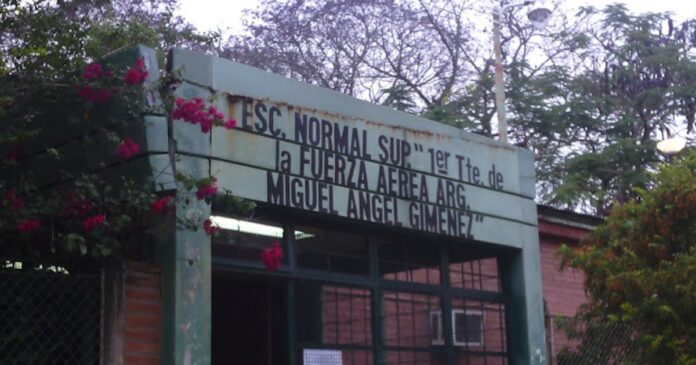 ESC. NORMAL SUP. " 1er Tte. de
la FUERZA AEREA ARG.
MIGUEL ANGEL GIMENEZ"